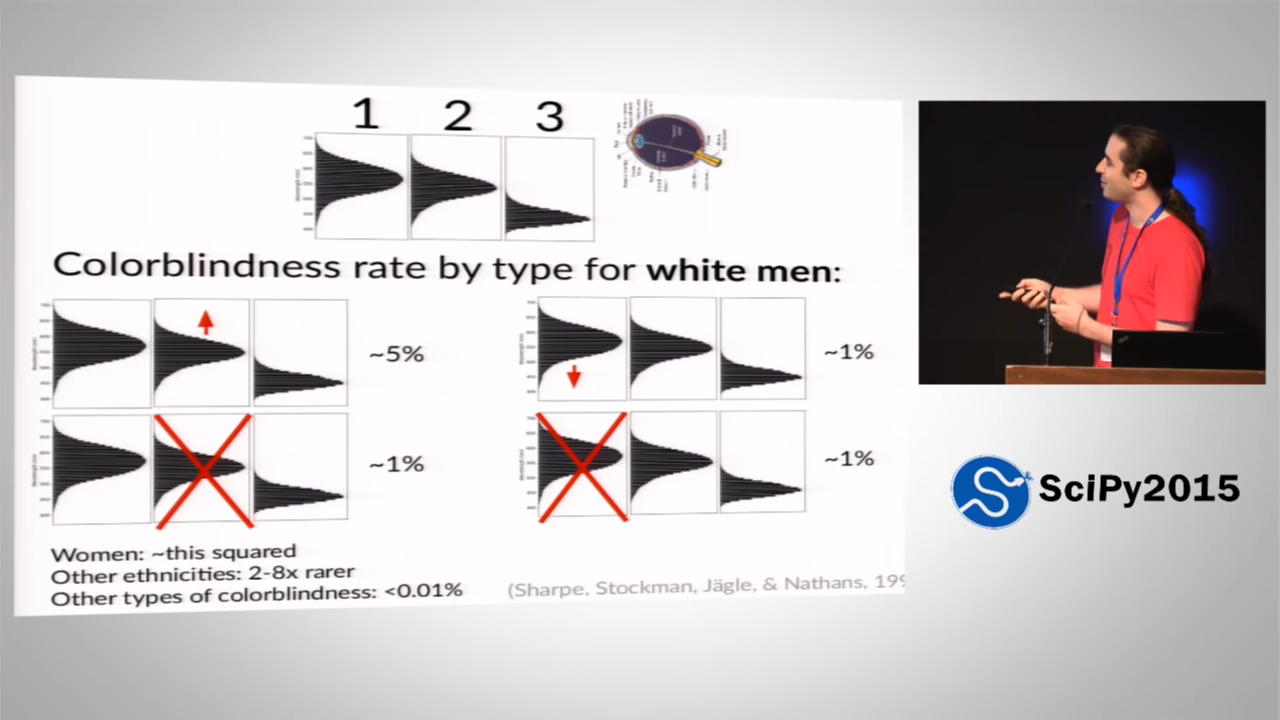 1 2 3
Colorblindness rate by type for white men:
~5%
~1%
~1%
~1%
Women: ~this squared
Other ethnicities: 2-8x rarer
Other types of colorblindness: <0.01%
(Sharpe, Stockman, Jägle, & Nathans, 199
SciPy2015